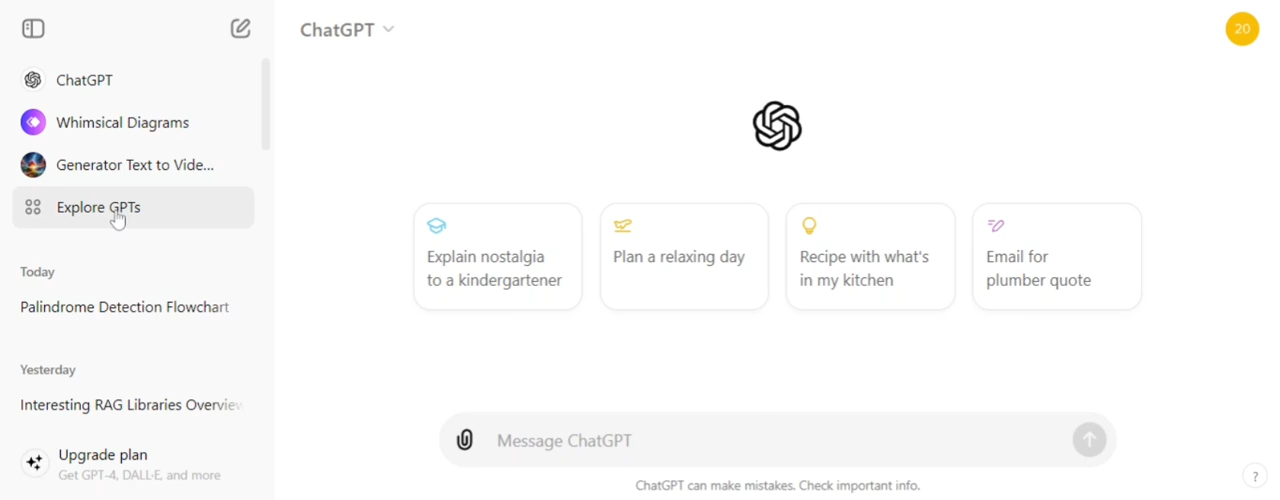 ChatGPT
20
ChatGPT
Whimsical Diagrams
Generator Text to Vide...
Explore GPTs
Today
Palindrome Detection Flowchart
Yesterday
Interesting RAG Libraries Overview
Upgrade plan
Get GPT-4, DALL·E, and more
Explain nostalgia
to a kindergartener
Plan a relaxing day
Recipe with what's
in my kitchen
Email for
plumber quote
Message ChatGPT
ChatGPT can make mistakes. Check important info.
?